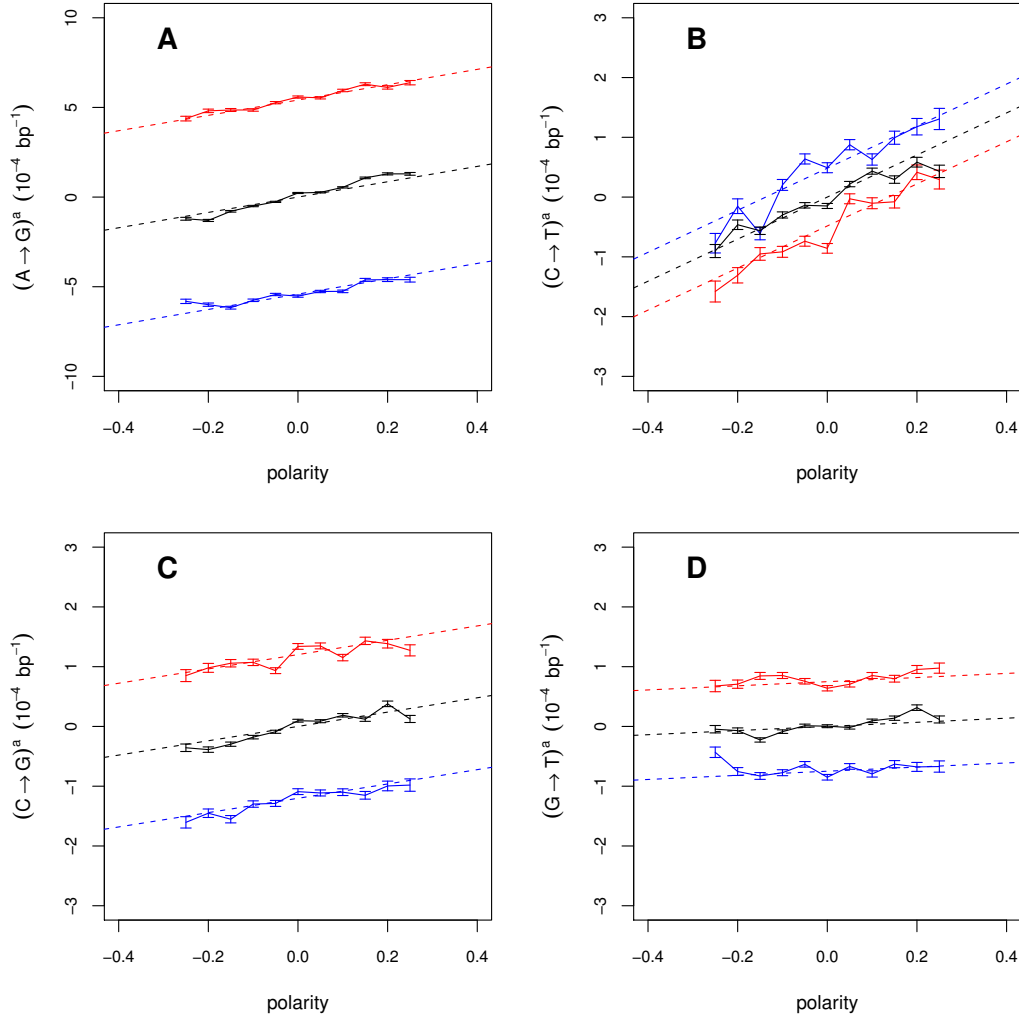 A
(A → G)ᵃ (10⁻⁴ bp⁻¹)
10
5
0
−5
−10
−0.4 −0.2 0.0 0.2 0.4
polarity
B
(C → T)ᵃ (10⁻⁴ bp⁻¹)
3
2
1
0
−1
−2
−3
−0.4 −0.2 0.0 0.2 0.4
polarity
C
(C → G)ᵃ (10⁻⁴ bp⁻¹)
3
2
1
0
−1
−2
−3
−0.4 −0.2 0.0 0.2 0.4
polarity
D
(G → T)ᵃ (10⁻⁴ bp⁻¹)
3
2
1
0
−1
−2
−3
−0.4 −0.2 0.0 0.2 0.4
polarity